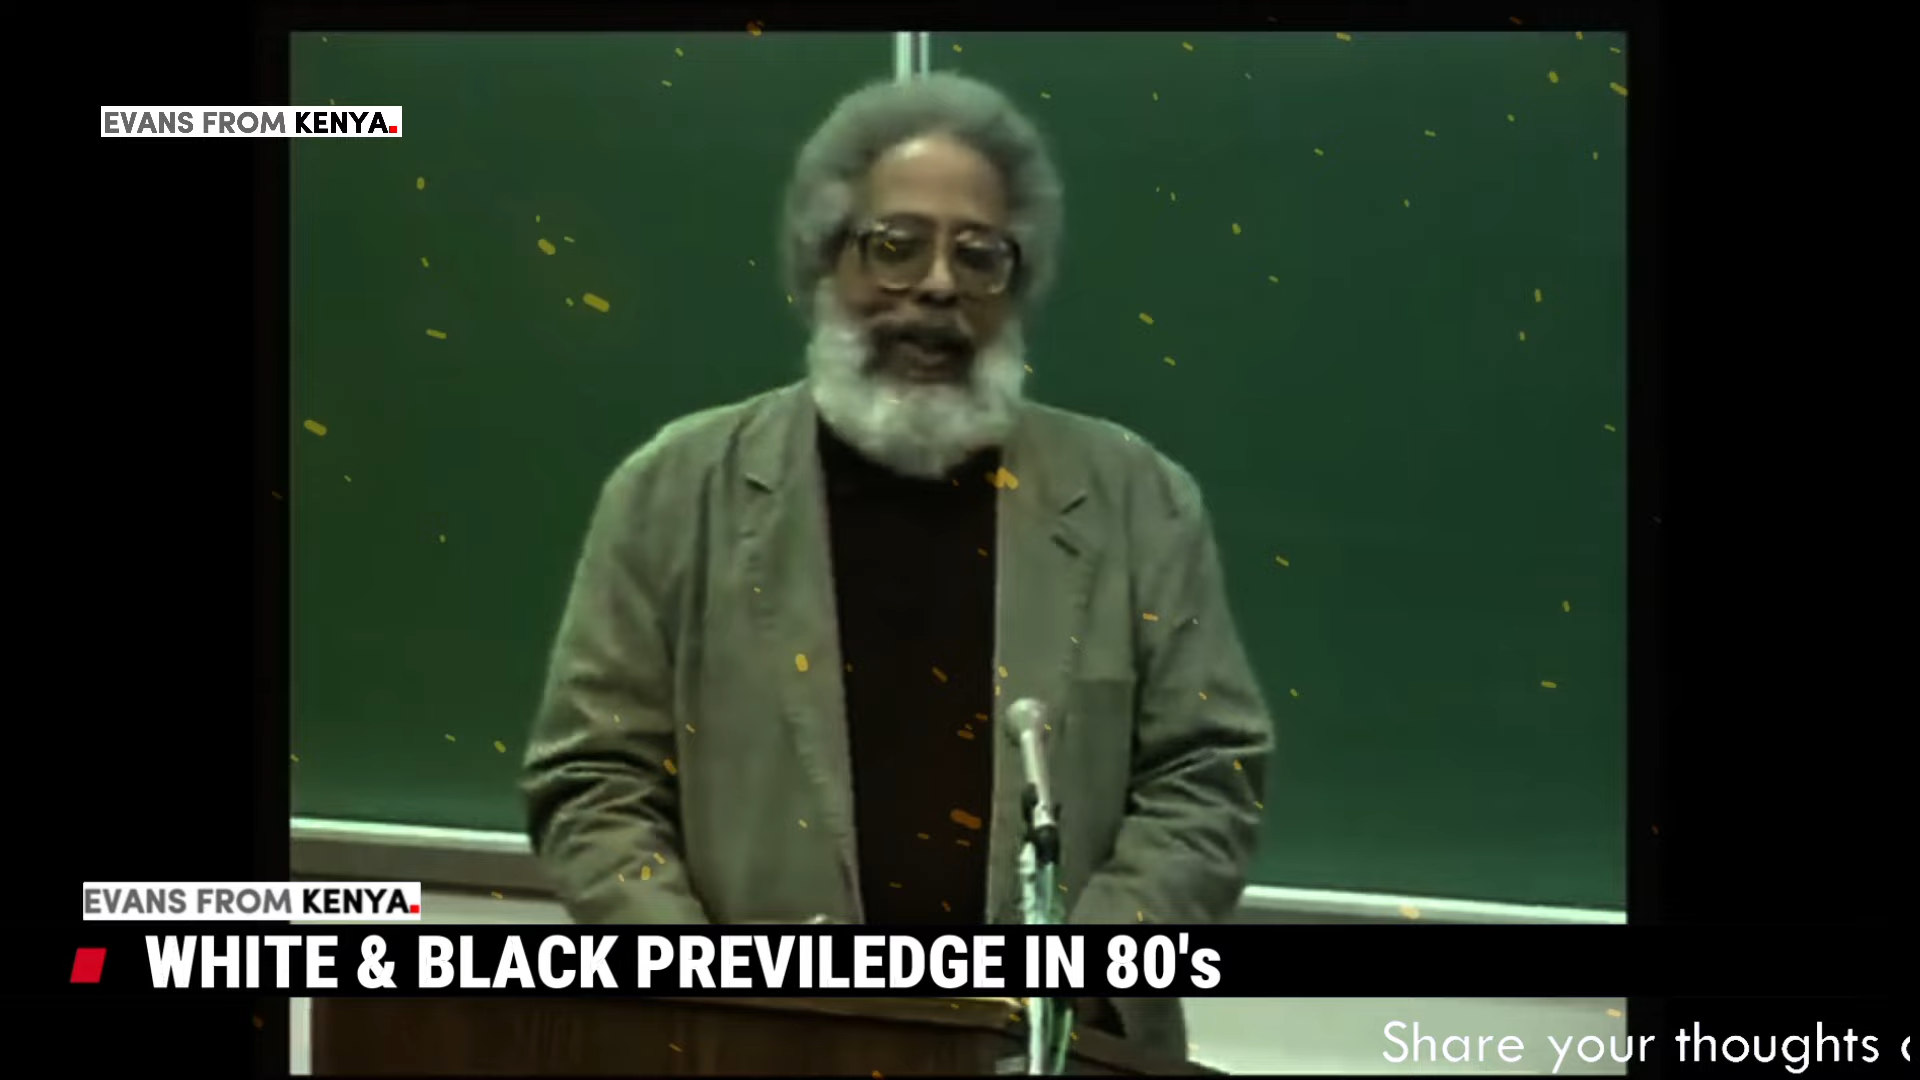 EVANS FROM KENYA.
EVANS FROM KENYA.
WHITE & BLACK PREVILEDGE IN 80's
Share your thoughts